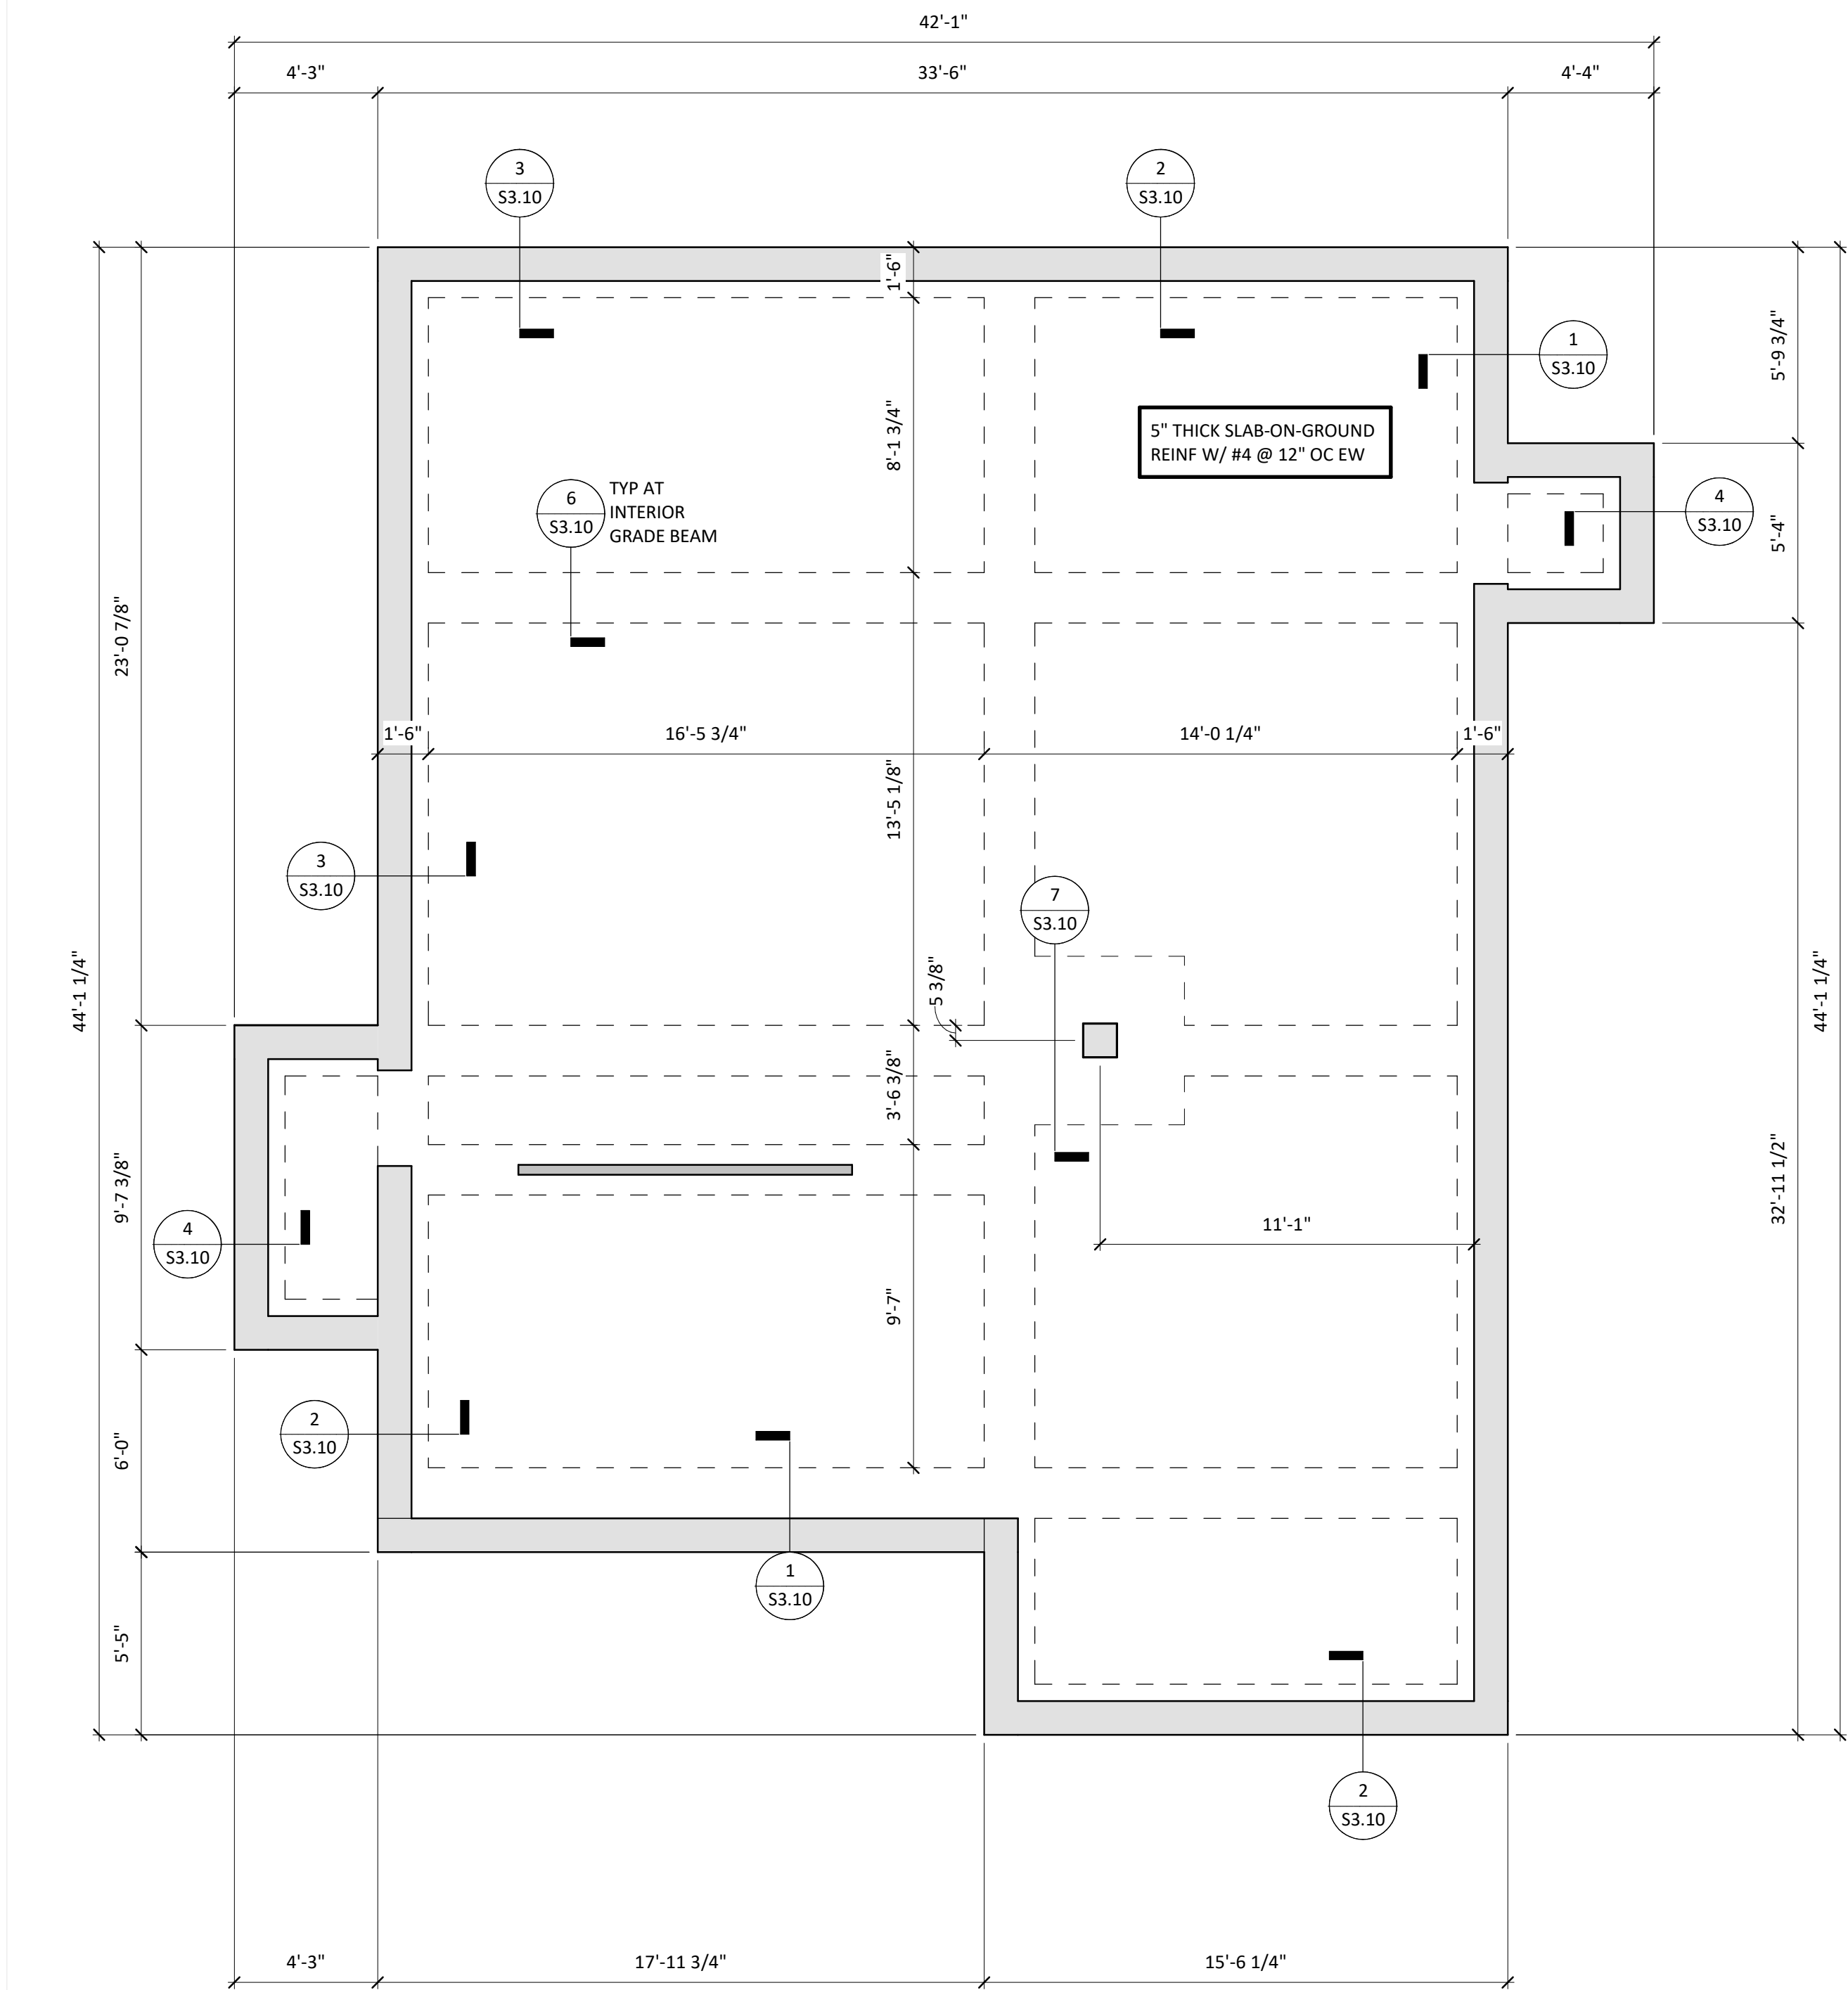 42'-1"
4'-3"
33'-6"
4'-4"
3
S3.10
2
S3.10
1'-6"
5'-9 3/4"
1
S3.10
8'-1 3/4"
5" THICK SLAB-ON-GROUND
REINF W/ #4 @ 12" OC EW
6
S3.10
TYP AT
INTERIOR
GRADE BEAM
4
S3.10
5'-4"
23'-0 7/8"
1'-6"
16'-5 3/4"
14'-0 1/4"
1'-6"
13'-5 1/8"
3
S3.10
7
S3.10
44'-1 1/4"
5 3/8"
44'-1 1/4"
3'-6 3/8"
9'-7 3/8"
32'-11 1/2"
4
S3.10
11'-1"
9'-7"
2
S3.10
6'-0"
1
S3.10
5'-5"
2
S3.10
4'-3"
17'-11 3/4"
15'-6 1/4"